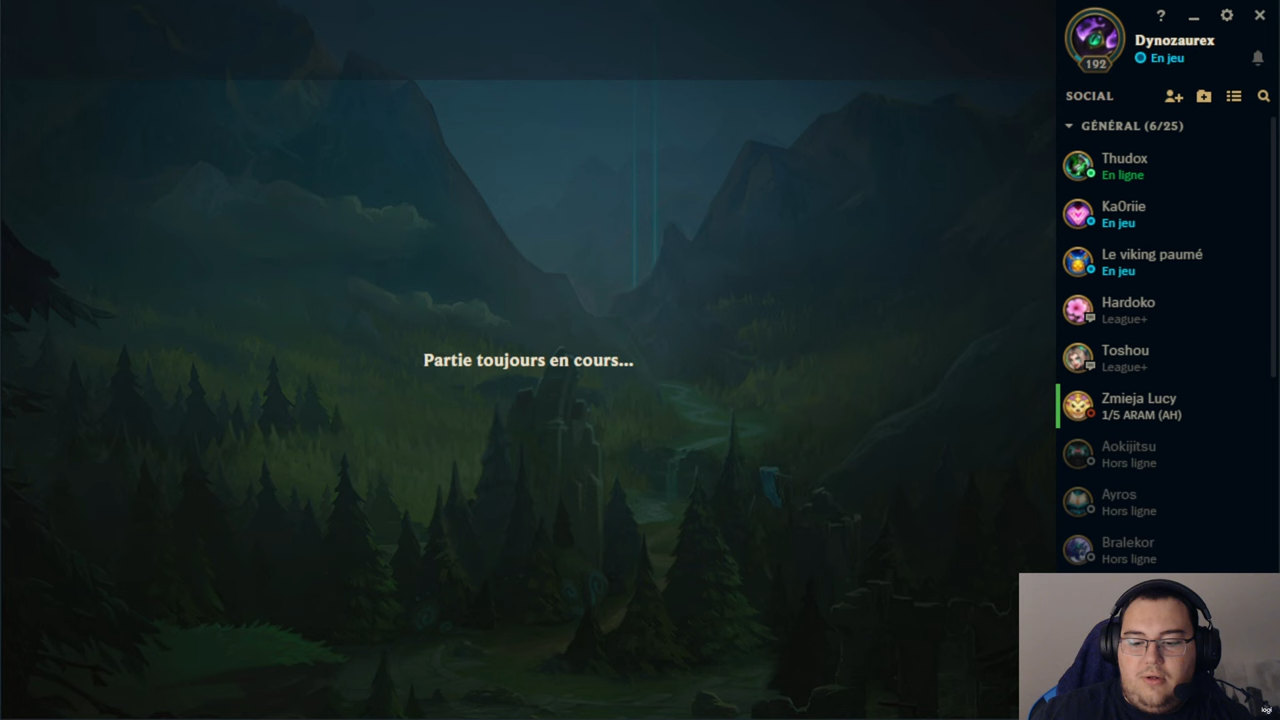 ?
Dynozaurex
192
En jeu
SOCIAL
GÉNÉRAL (6/25)
Thudox
En ligne
KaOriie
En jeu
Le viking paumé
En jeu
Hardoko
League+
Toshou
League+
Zmieja Lucy
1/5 ARAM (AH)
Aokijitsu
Hors ligne
Ayros
Hors ligne
Bralekor
Hors ligne
Partie toujours en cours...
logi